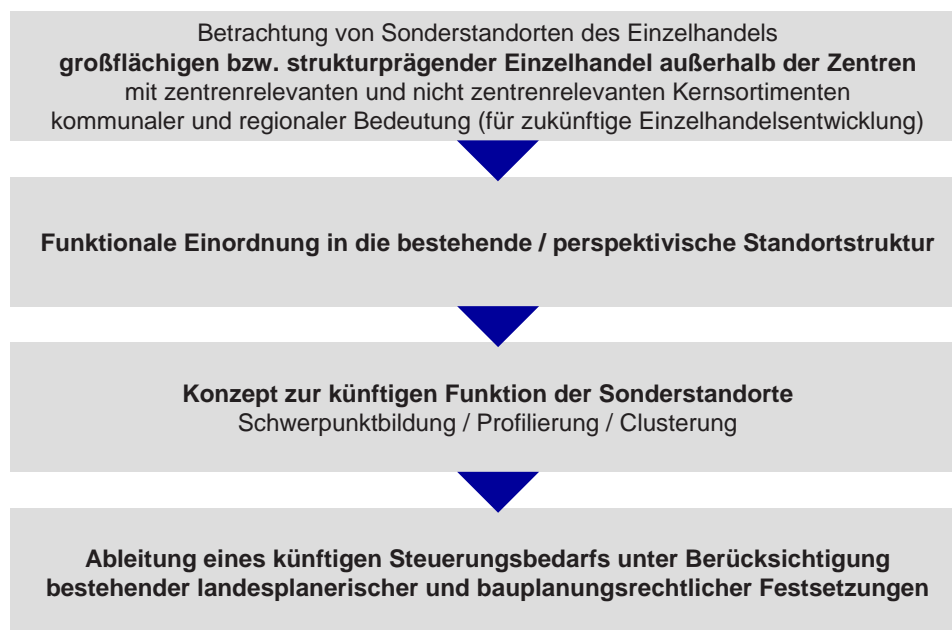 Betrachtung von Sonderstandorten des Einzelhandels
großflächigen bzw. strukturprägender Einzelhandel außerhalb der Zentren
mit zentrenrelevanten und nicht zentrenrelevanten Kernsortimenten
kommunaler und regionaler Bedeutung (für zukünftige Einzelhandelsentwicklung)
Funktionale Einordnung in die bestehende / perspektivische Standortstruktur
Konzept zur künftigen Funktion der Sonderstandorte
Schwerpunktbildung / Profilierung / Clusterung
Ableitung eines künftigen Steuerungsbedarfs unter Berücksichtigung
bestehender landesplanerischer und bauplanungsrechtlicher Festsetzungen